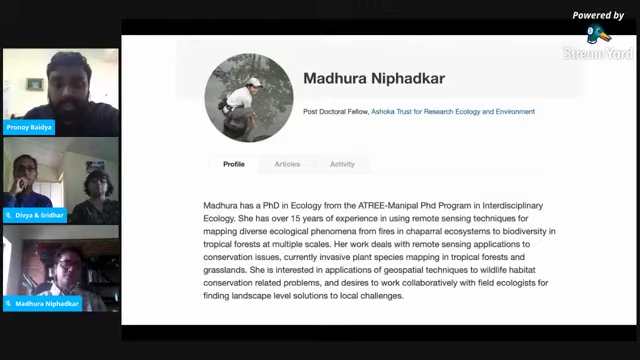 Powered by
StreamYard
Pronoy Baidya
Divya & Sridhar
Madhura Niphadkar
Madhura Niphadkar
Post Doctoral Fellow, Ashoka Trust for Research Ecology and Environment
Profile
Articles
Activity
Madhura has a PhD in Ecology from the ATREE-Manipal Phd Program in Interdisciplinary
Ecology. She has over 15 years of experience in using remote sensing techniques for
mapping diverse ecological phenomena from fires in chaparral ecosystems to biodiversity in
tropical forests at multiple scales. Her work deals with remote sensing applications to
conservation issues, currently invasive plant species mapping in tropical forests and
grasslands. She is interested in applications of geospatial techniques to wildlife habitat
conservation related problems, and desires to work collaboratively with field ecologists for
finding landscape level solutions to local challenges.